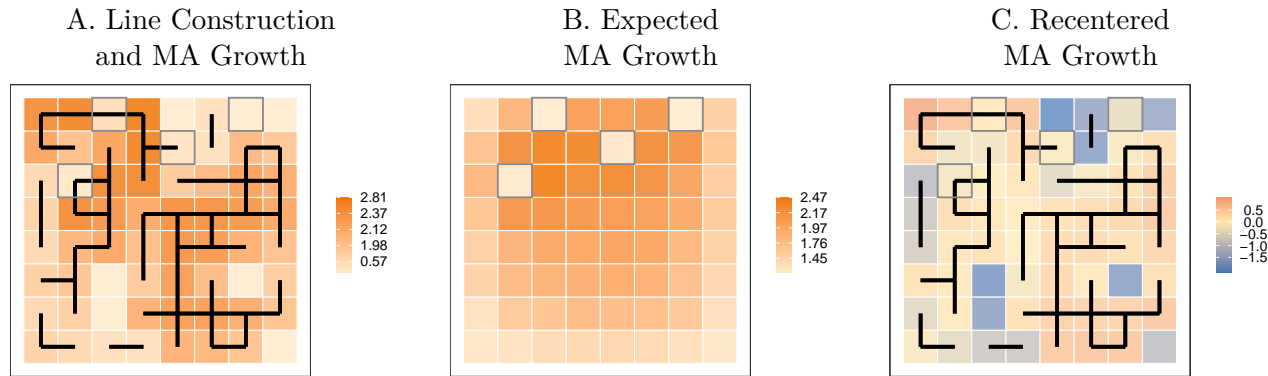 A. Line Construction
and MA Growth
B. Expected
MA Growth
C. Recentered
MA Growth
2.81
2.37
2.12
1.98
0.57
2.47
2.17
1.97
1.76
1.45
0.5
0.0
−0.5
−1.0
−1.5